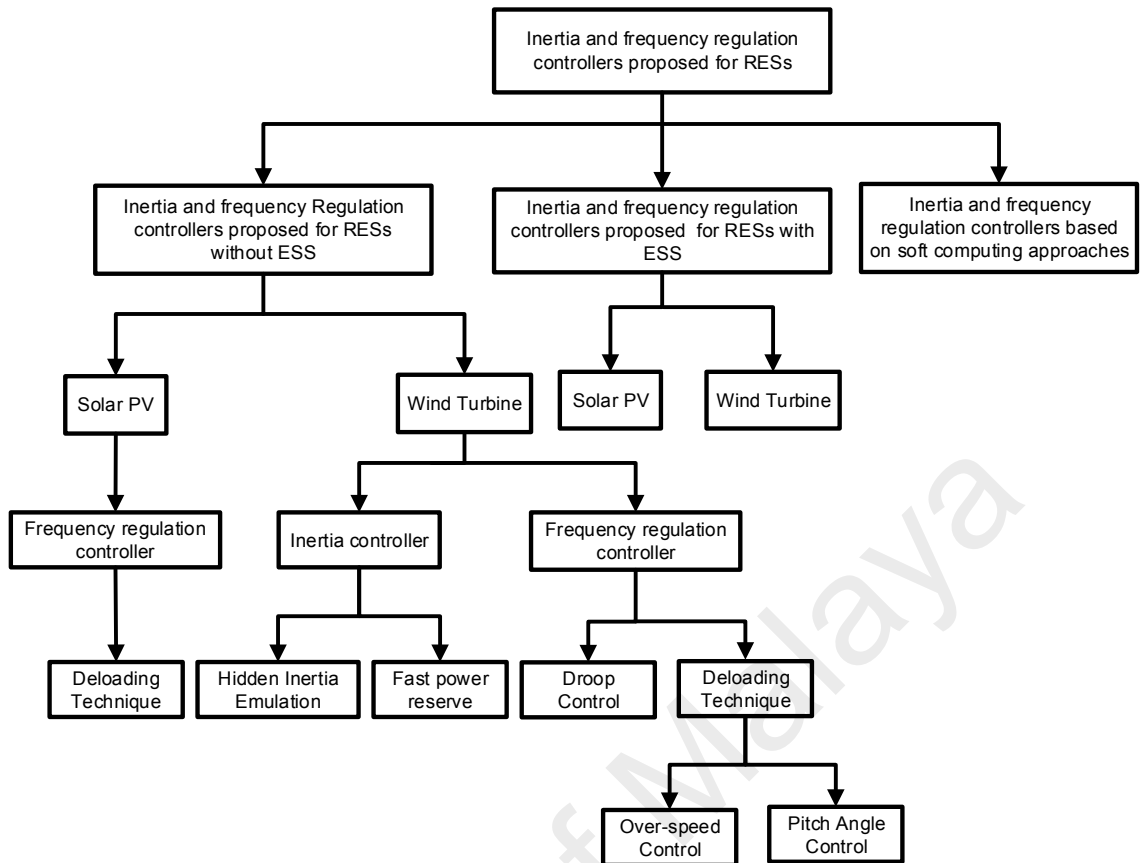 Inertia and frequency regulation
controllers proposed for RESs
Inertia and frequency Regulation
controllers proposed for RESs
without ESS
Inertia and frequency regulation
controllers proposed for RESs with
ESS
Inertia and frequency
regulation controllers based
on soft computing approaches
Solar PV
Wind Turbine
Solar PV
Wind Turbine
Frequency regulation
controller
Inertia controller
Frequency regulation
controller
Deloading
Technique
Hidden Inertia
Emulation
Fast power
reserve
Droop
Control
Deloading
Technique
Over-speed
Control
Pitch Angle
Control
of Malaya